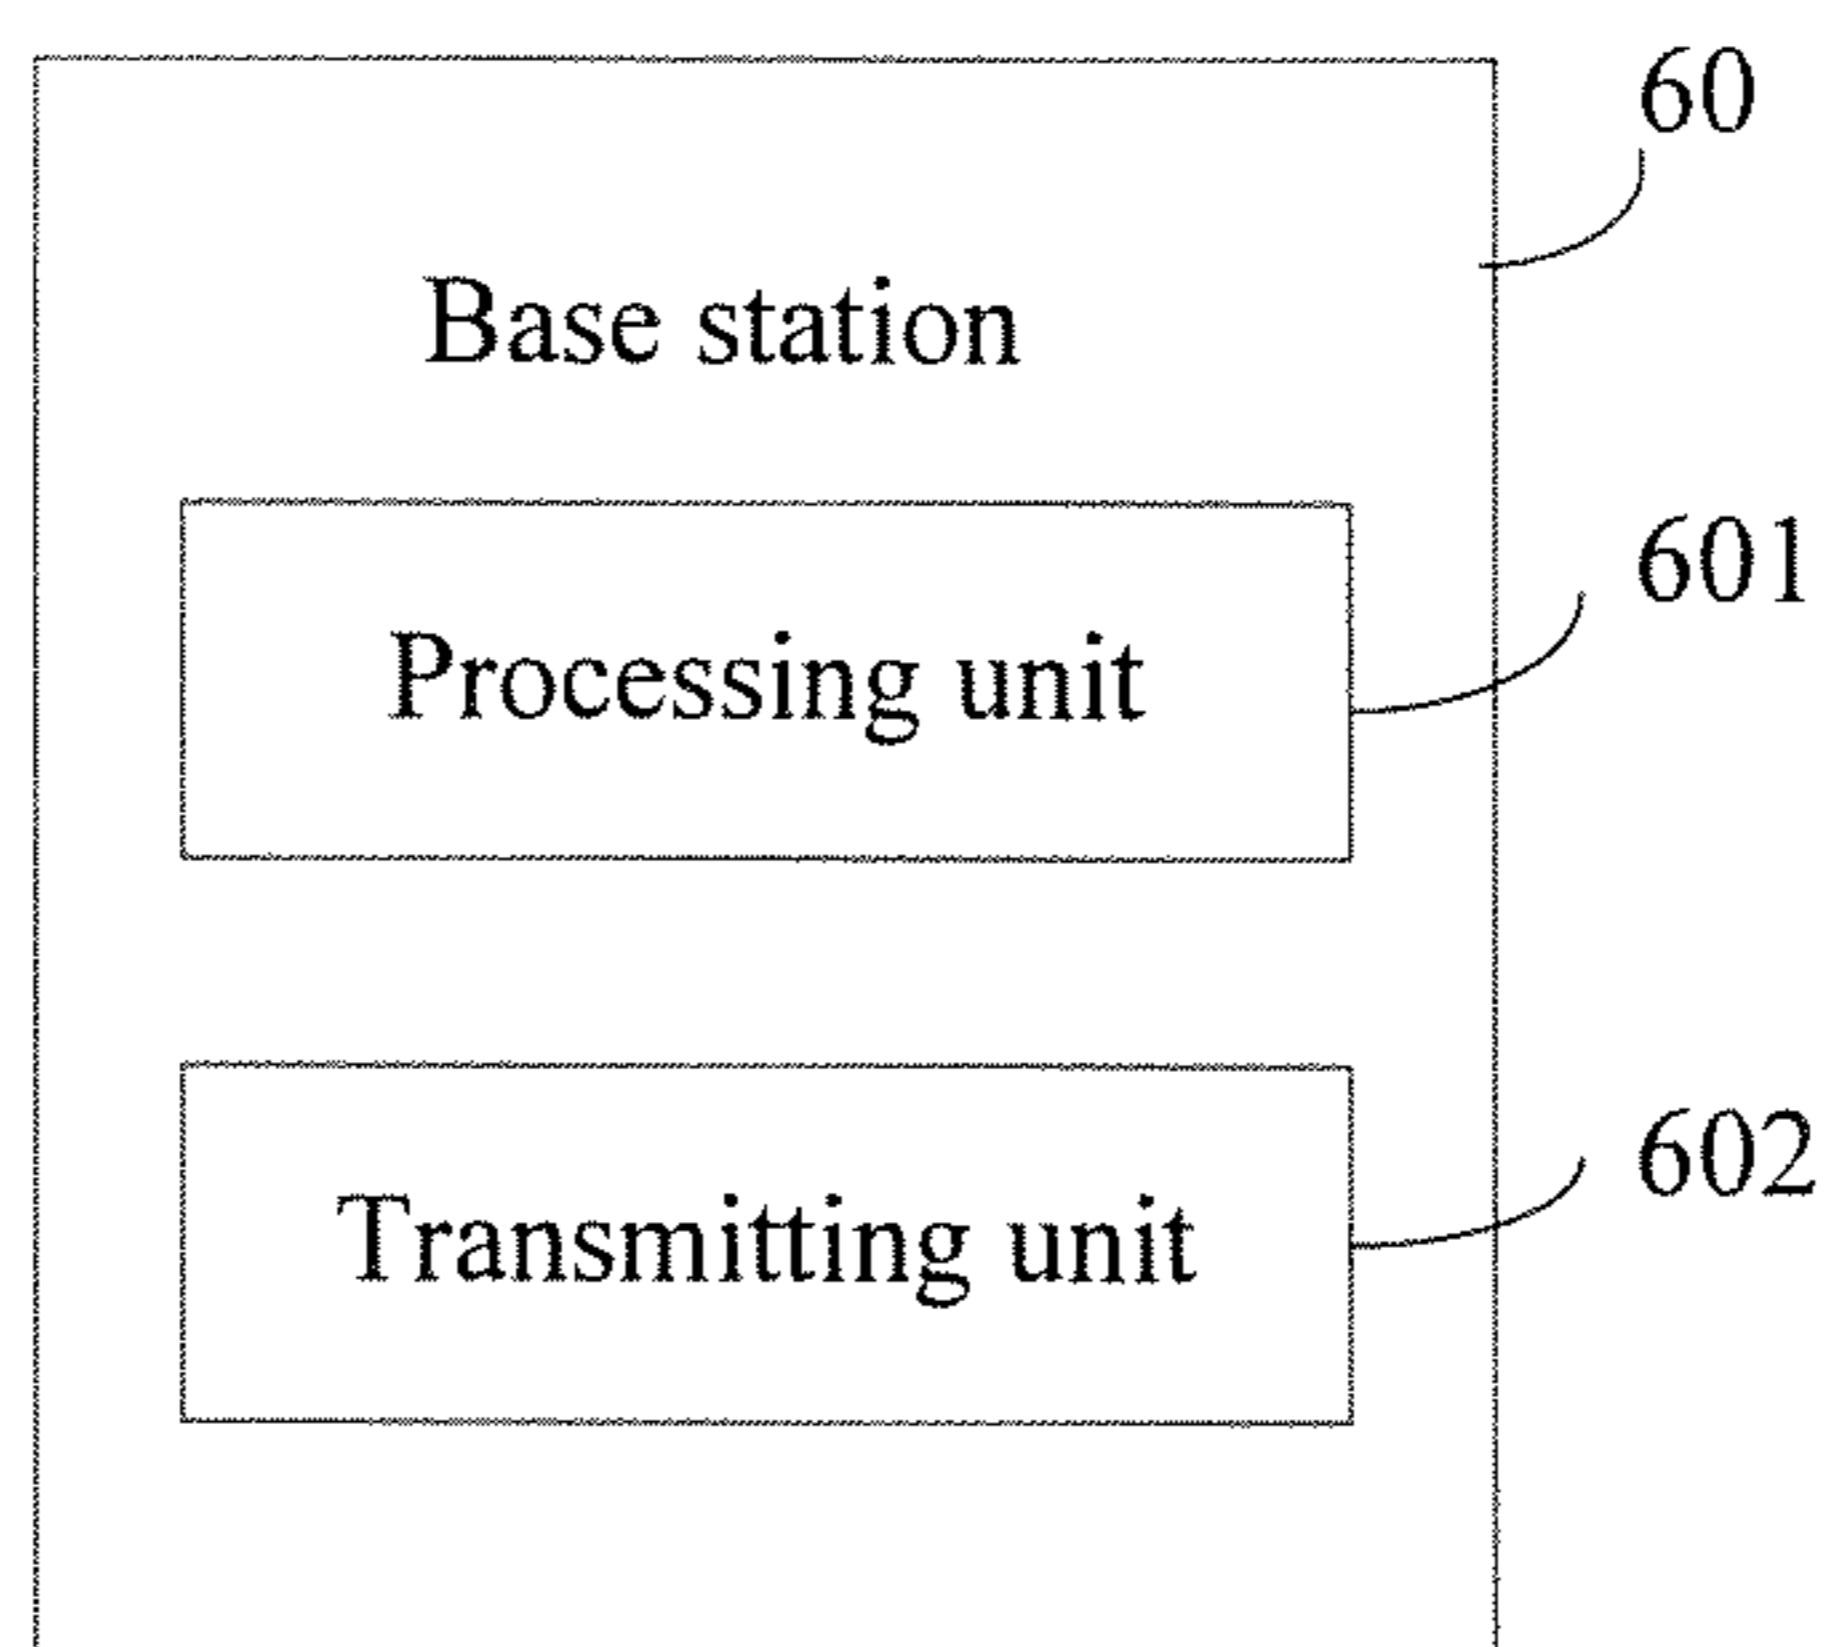 60
Base station
601
Processing unit
602
Transmitting unit